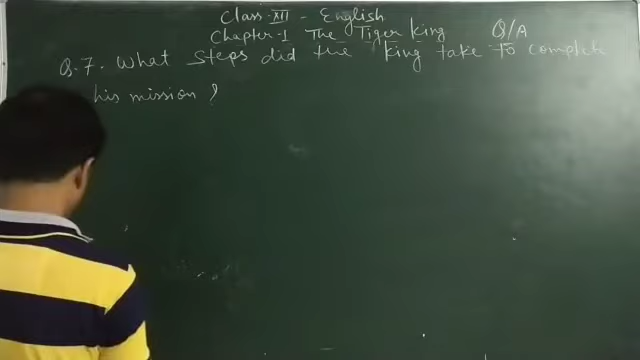 Class-XII - English
Chapter-1 The Tiger King Q/A
Q.7. What steps did the King take to complete
his mission?